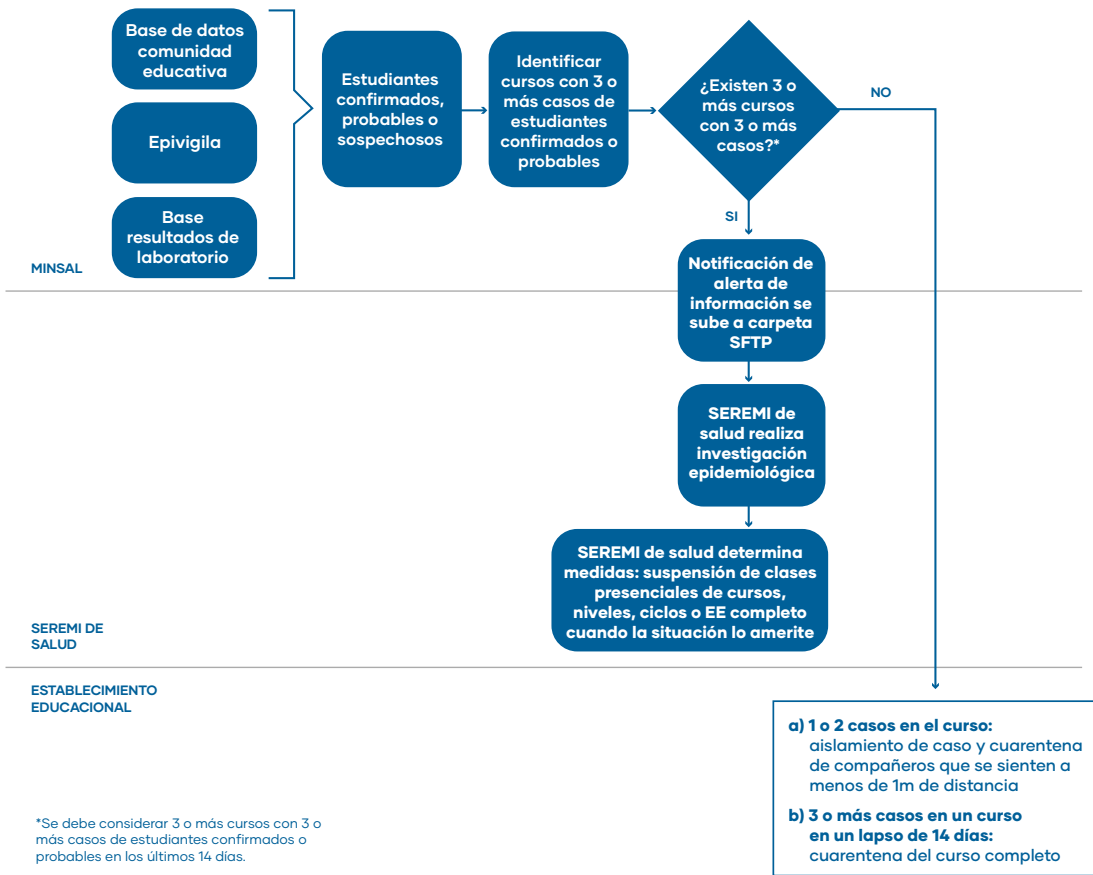 Base de datos
comunidad
educativa
Epivigila
Base
resultados de
laboratorio
MINSAL
Estudiantes
confirmados,
probables o
sospechosos
Identificar
cursos con 3 o
más casos de
estudiantes
confirmados o
probables
¿Existen 3 o
más cursos
con 3 o más
casos?*
NO
SI
Notificación de
alerta de
información se
sube a carpeta
SFTP
SEREMI de
salud realiza
investigación
epidemiológica
SEREMI de salud determina
medidas: suspensión de clases
presenciales de cursos,
niveles, ciclos o EE completo
cuando la situación lo amerite
SEREMI DE
SALUD
ESTABLECIMIENTO
EDUCACIONAL
a) 1 o 2 casos en el curso:
aislamiento de caso y cuarentena
de compañeros que se sienten a
menos de 1m de distancia
b) 3 o más casos en un curso
en un lapso de 14 días:
cuarentena del curso completo
*Se debe considerar 3 o más cursos con 3 o
más casos de estudiantes confirmados o
probables en los últimos 14 días.